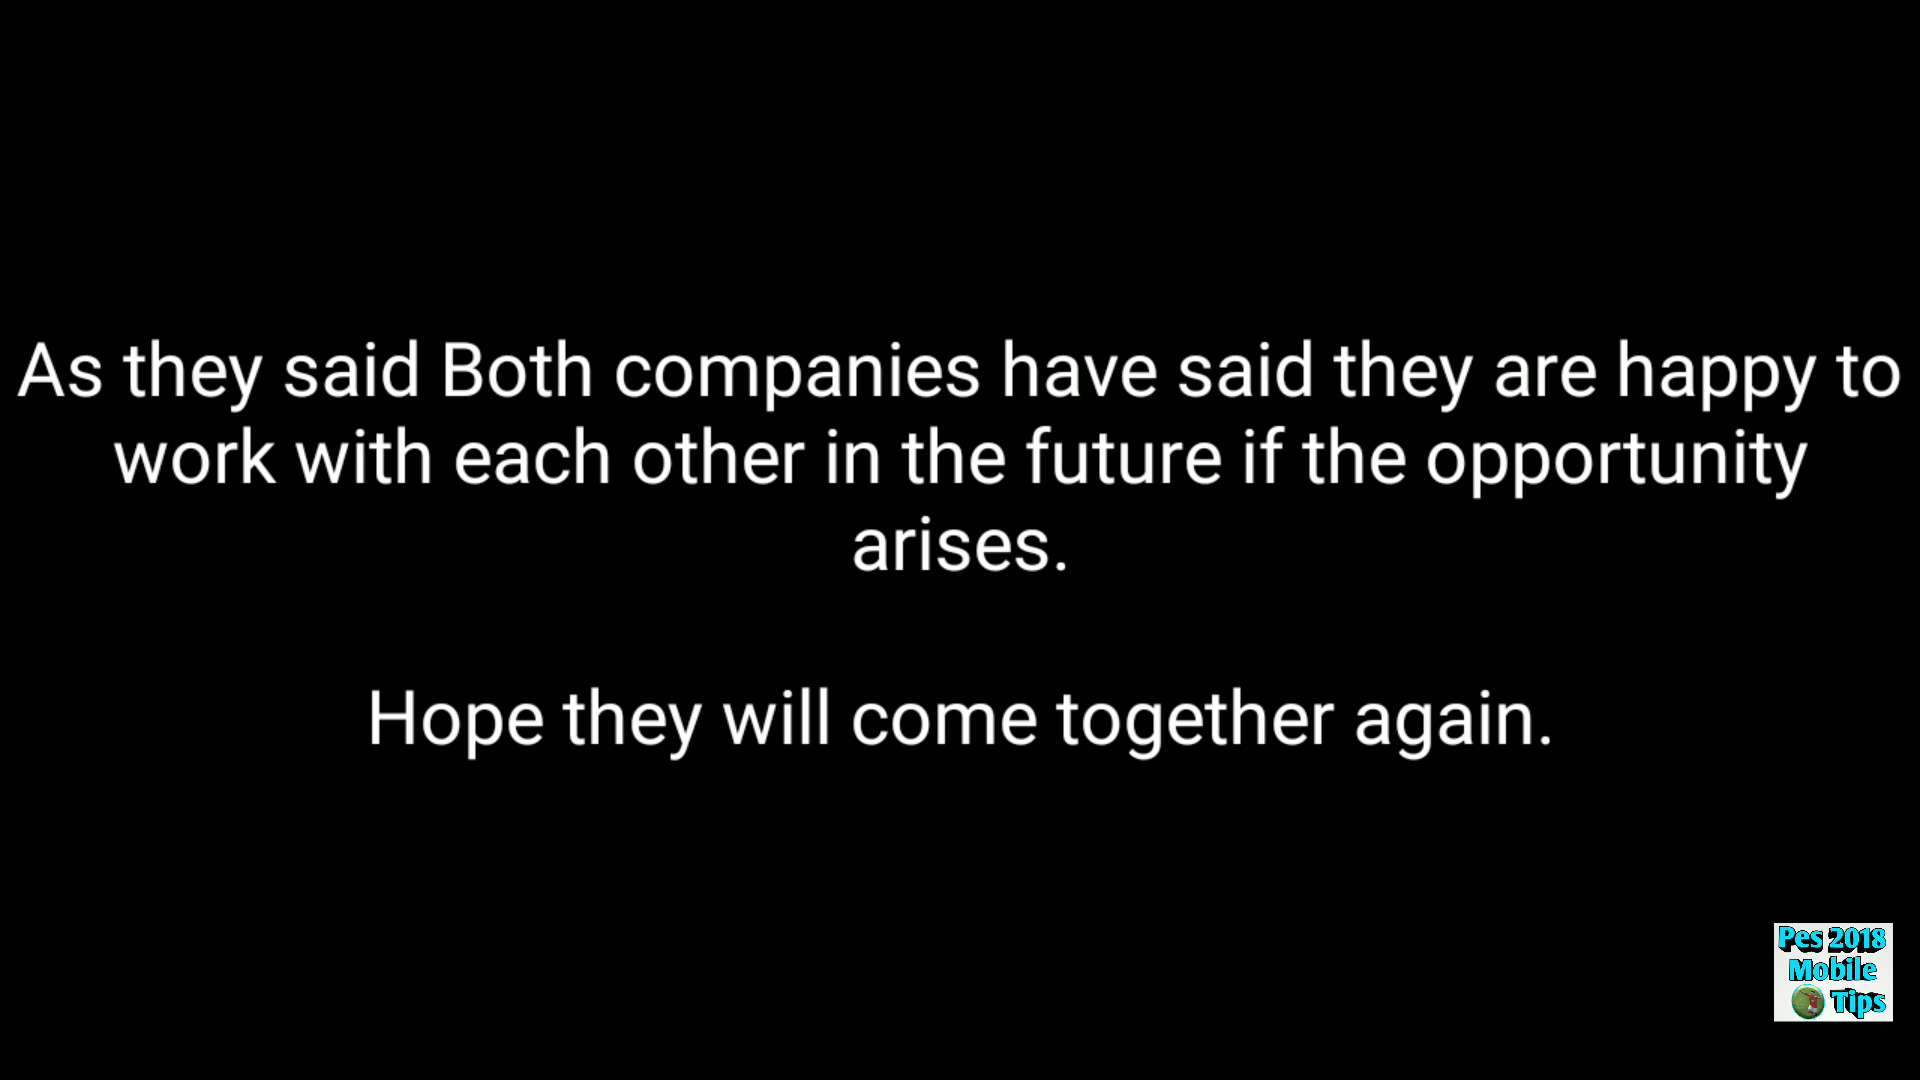 As they said Both companies have said they are happy to
work with each other in the future if the opportunity
arises.
Hope they will come together again.
Pes 2018
Mobile
Tips